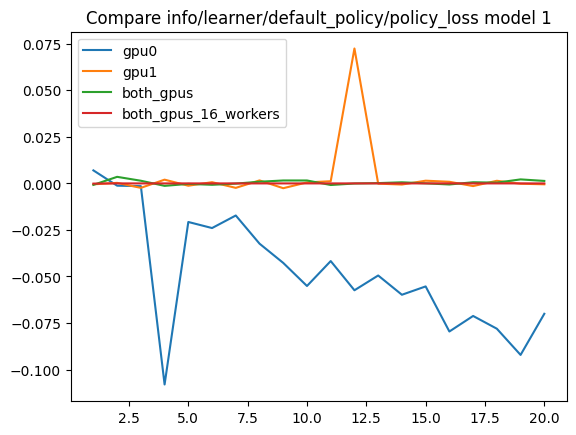 Compare info/learner/default_policy/policy_loss model 1
gpu0
gpu1
both_gpus
both_gpus_16_workers
0.075
0.050
0.025
0.000
−0.025
−0.050
−0.075
−0.100
2.5 5.0 7.5 10.0 12.5 15.0 17.5 20.0